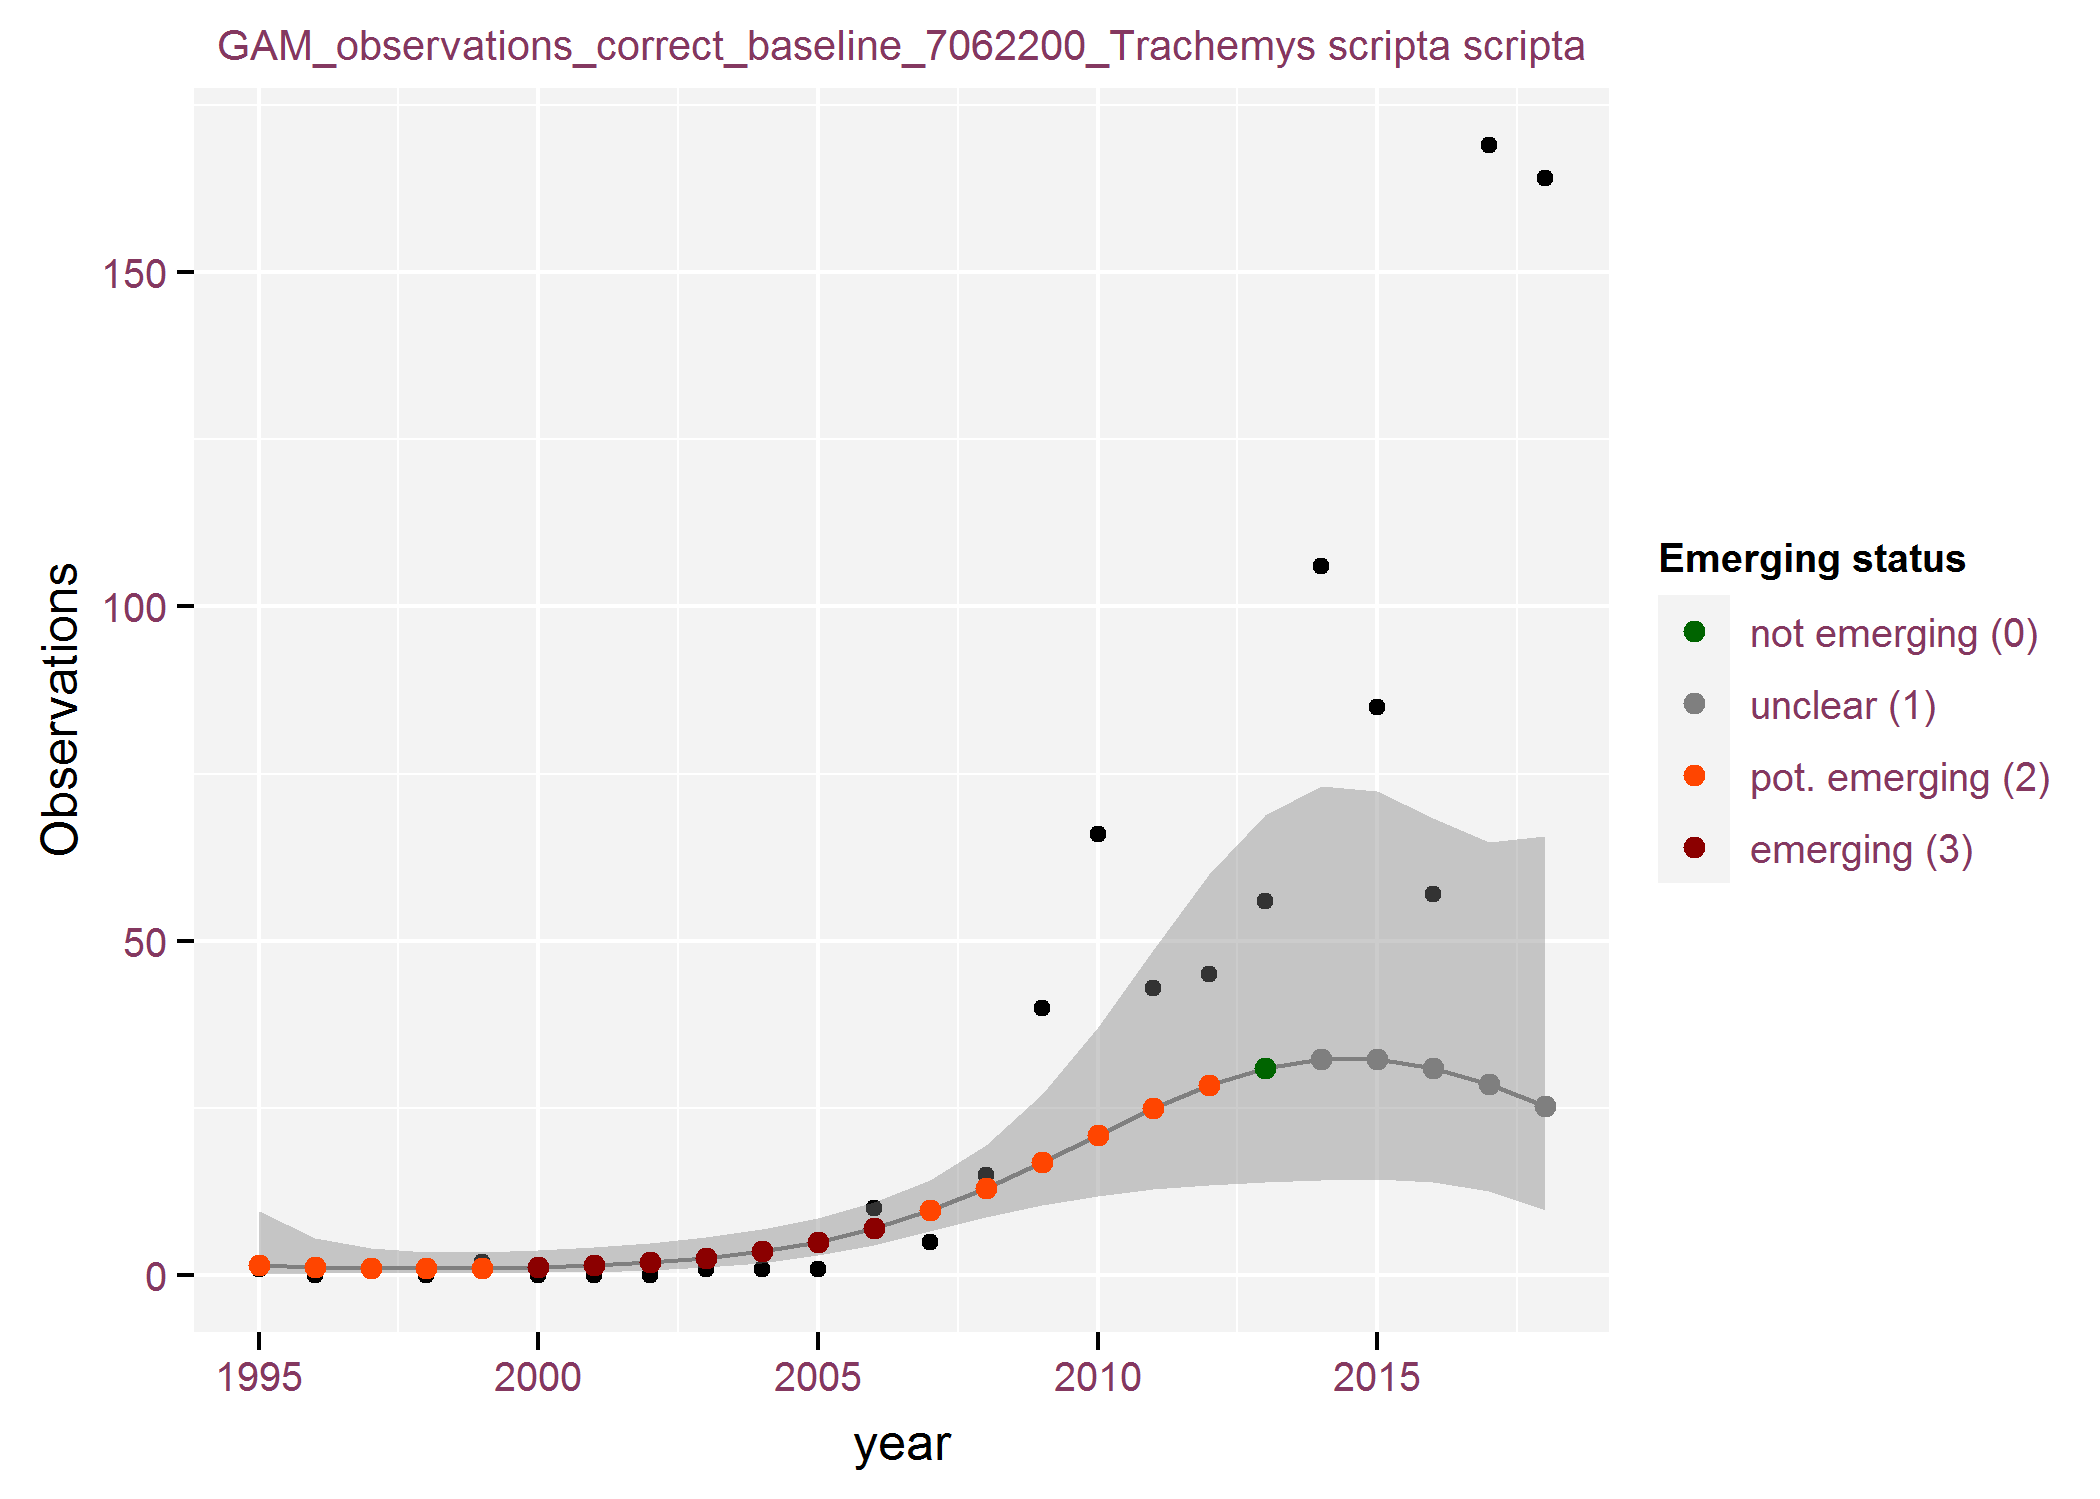 GAM_observations_correct_baseline_7062200_Trachemys scripta scripta
150
100
50
0
Observations
1995 2000 2005 2010 2015
year
Emerging status
not emerging (0)
unclear (1)
pot. emerging (2)
emerging (3)